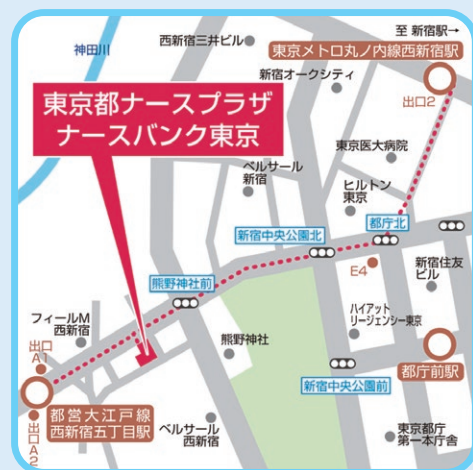 至 新宿駅→
東京メトロ丸ノ内線西新宿駅
出口2
神田川
西新宿三井ビル
新宿オークシティ
東京都ナースプラザ
ナースバンク東京
東京医大病院
ベルサール
新宿
ヒルトン
東京
都庁北
新宿中央公園北
E4
新宿住友
ビル
熊野神社前
フィールM
西新宿
熊野神社
ハイアット
リージェンシー東京
出口
A1
都庁前駅
新宿中央公園前
都営大江戸線
西新宿五丁目駅
出口A2
ベルサール
西新宿
東京都庁
第一本庁舎